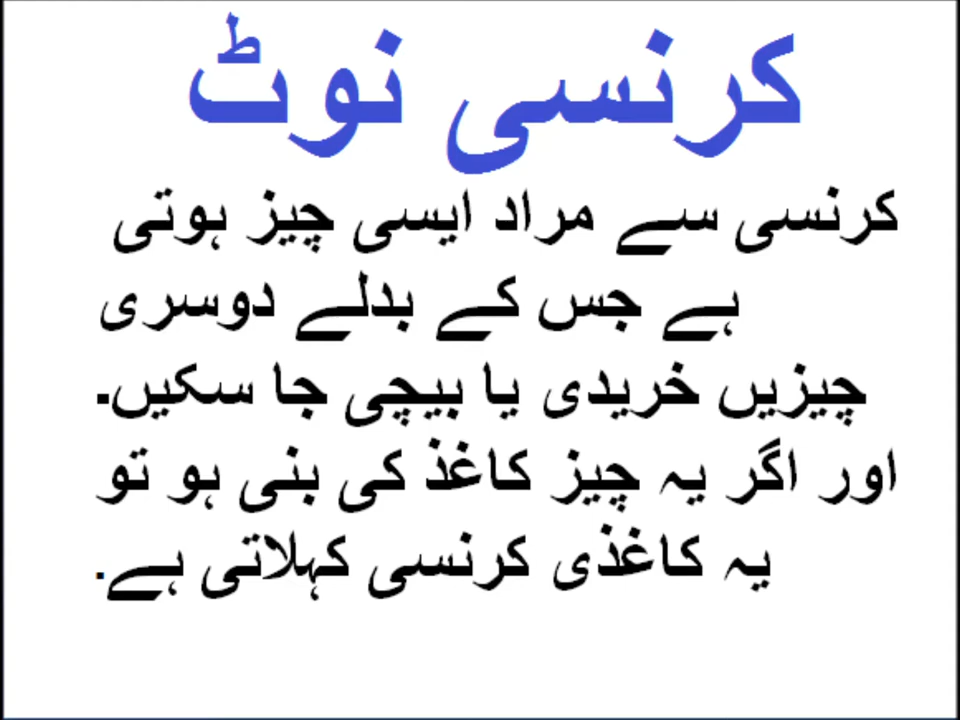 کرنسی نوٹ
کرنسی سے مراد ایسی چیز ہوتی
ہے جس کے بدلے دوسری
چیزیں خریدی یا بیچی جا سکیں۔
اور اگر یہ چیز کاغذ کی بنی ہو تو
یہ کاغذی کرنسی کہلاتی ہے۔